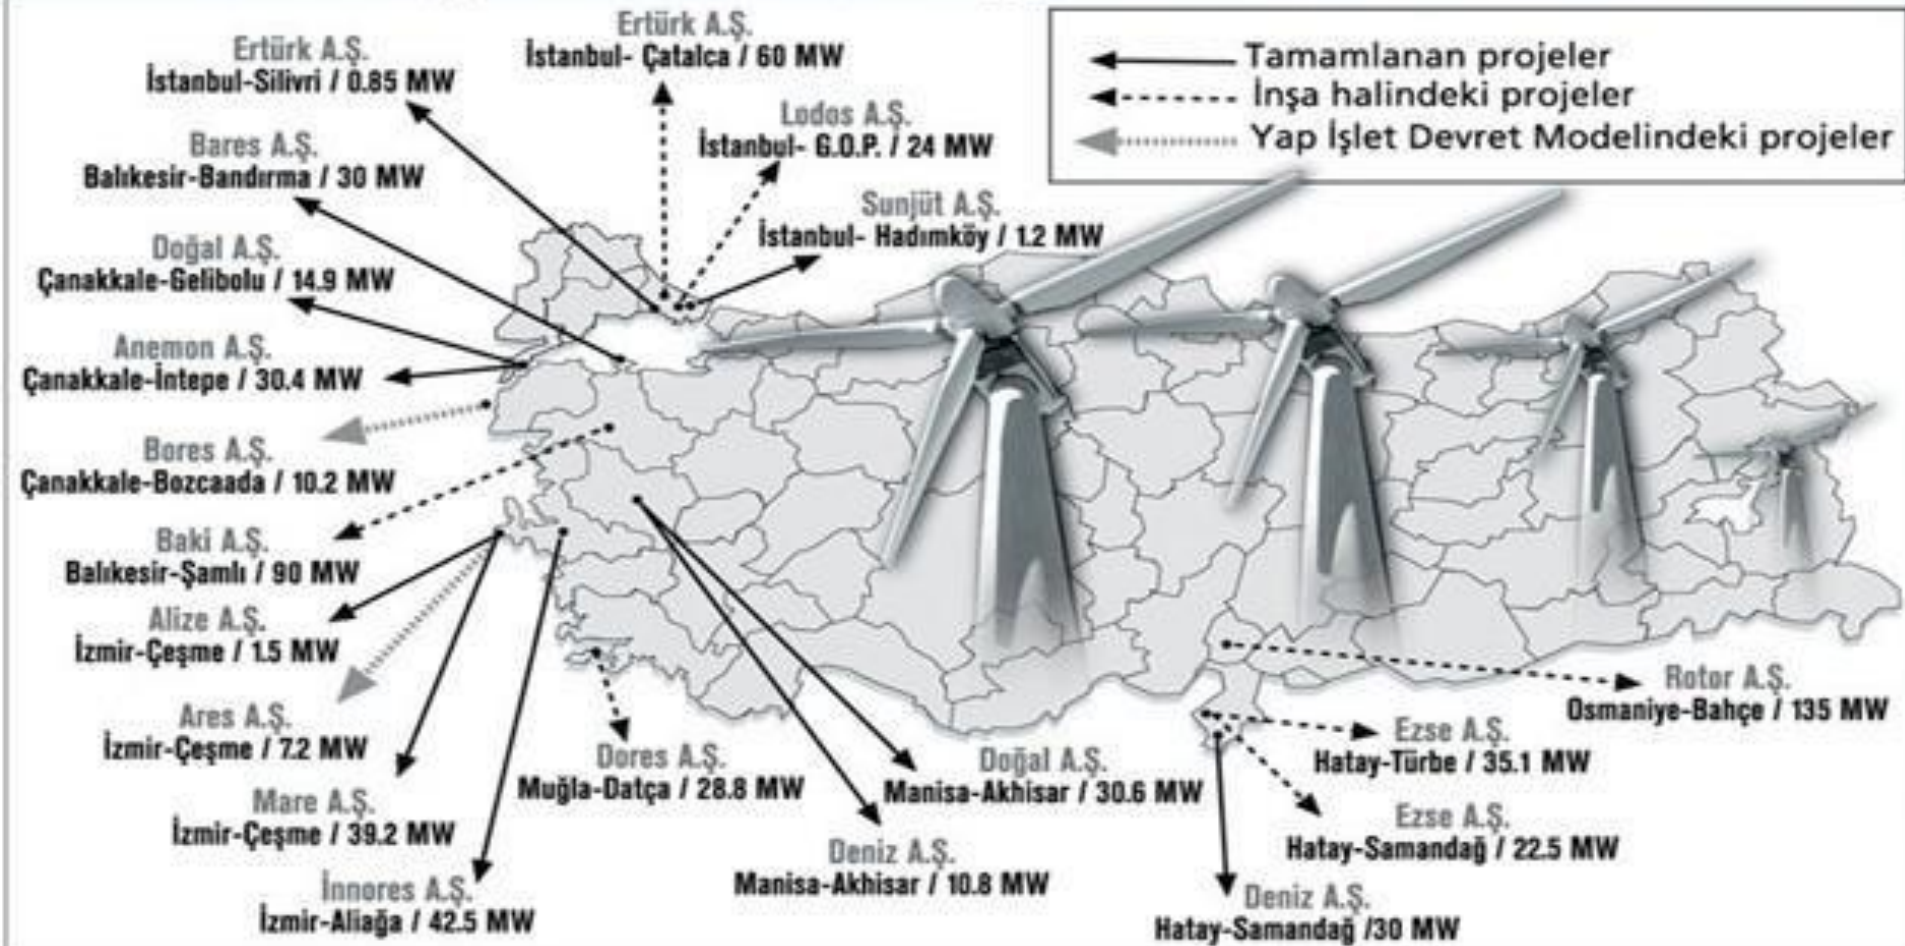 Ertürk A.Ş.
İstanbul-Silivri / 0.85 MW
Ertürk A.Ş.
İstanbul- Çatalca / 60 MW
Tamamlanan projeler
İnşa halindeki projeler
Yap İşlet Devret Modelindeki projeler
Lodos A.Ş.
İstanbul- G.O.P. / 24 MW
Bares A.Ş.
Balıkesir-Bandırma / 30 MW
Sunjüt A.Ş.
İstanbul- Hadımköy / 1.2 MW
Doğal A.Ş.
Çanakkale-Gelibolu / 14.9 MW
Anemon A.Ş.
Çanakkale-İntepe / 30.4 MW
Bores A.Ş.
Çanakkale-Bozcaada / 10.2 MW
Baki A.Ş.
Balıkesir-Şamlı / 90 MW
Alize A.Ş.
İzmir-Çeşme / 1.5 MW
Ares A.Ş.
İzmir-Çeşme / 7.2 MW
Mare A.Ş.
İzmir-Çeşme / 39.2 MW
İnnores A.Ş.
İzmir-Aliağa / 42.5 MW
Dores A.Ş.
Muğla-Datça / 28.8 MW
Doğal A.Ş.
Manisa-Akhisar / 30.6 MW
Deniz A.Ş.
Manisa-Akhisar / 10.8 MW
Rotor A.Ş.
Osmaniye-Bahçe / 135 MW
Ezse A.Ş.
Hatay-Türbe / 35.1 MW
Ezse A.Ş.
Hatay-Samandağ / 22.5 MW
Deniz A.Ş.
Hatay-Samandağ /30 MW